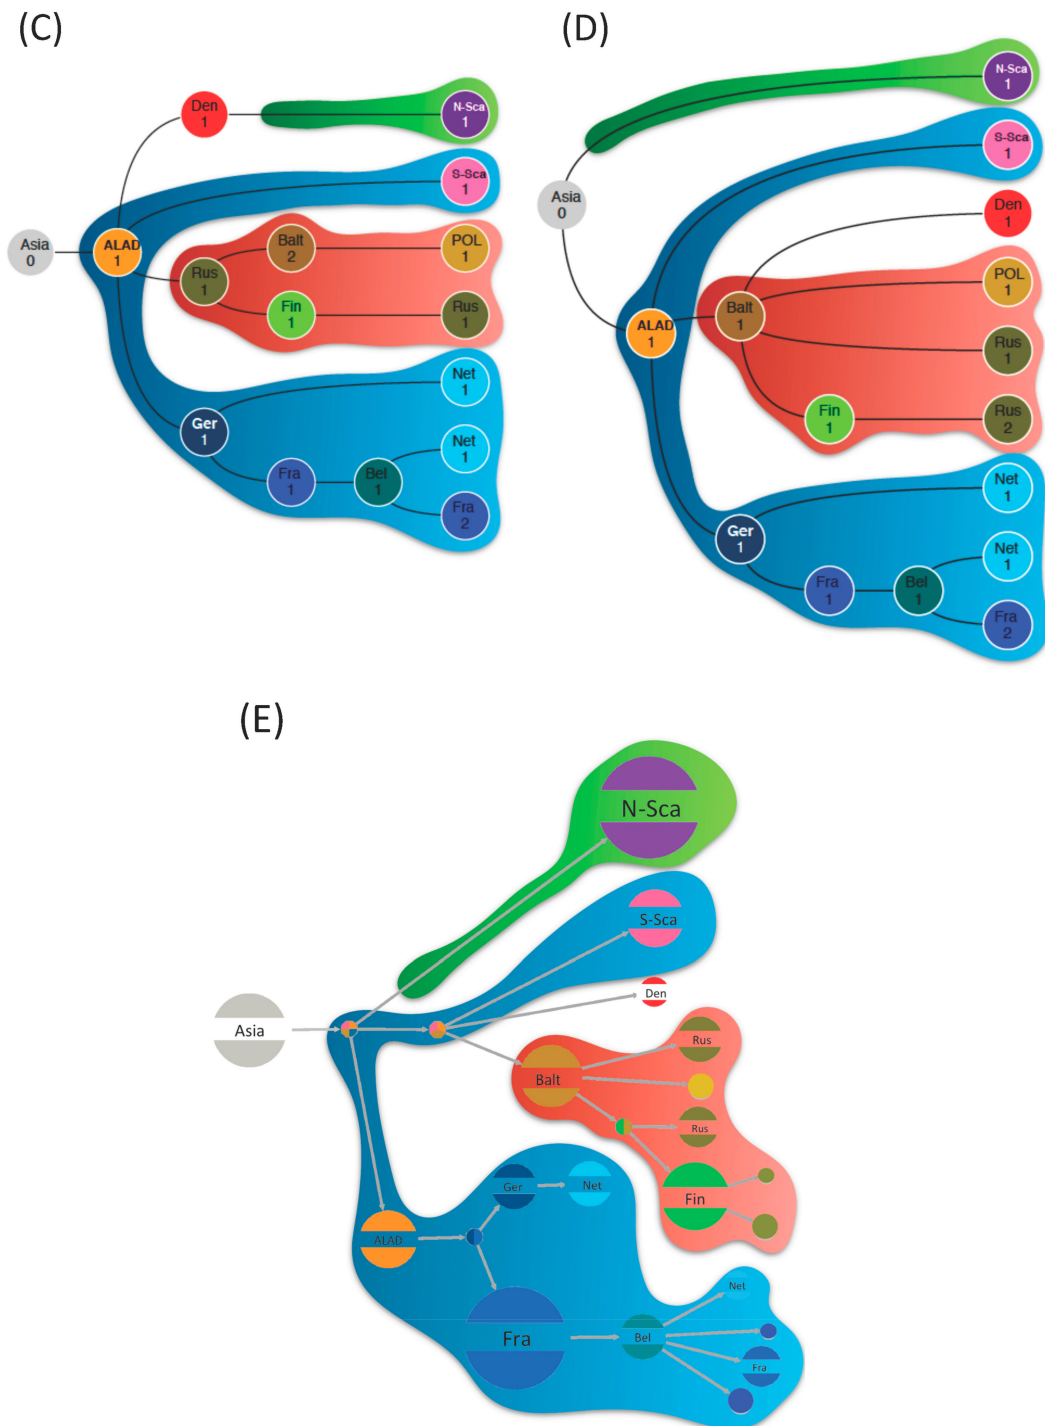 (C)
Den
1
N-Sca
1
S-Sca
1
Asia
0
ALAD
1
Rus
1
Balt
2
POL
1
Fin
1
Rus
1
Net
1
Ger
1
Net
1
Fra
1
Bel
1
Fra
2
(D)
N-Sca
1
S-Sca
1
Asia
0
Den
1
POL
1
ALAD
1
Balt
1
Rus
1
Fin
1
Rus
2
Net
1
Ger
1
Net
1
Fra
1
Bel
1
Fra
2
(E)
N-Sca
S-Sca
Den
Asia
Rus
Balt
Rus
Fin
Ger
Net
ALAD
Net
Fra
Bel
Fra